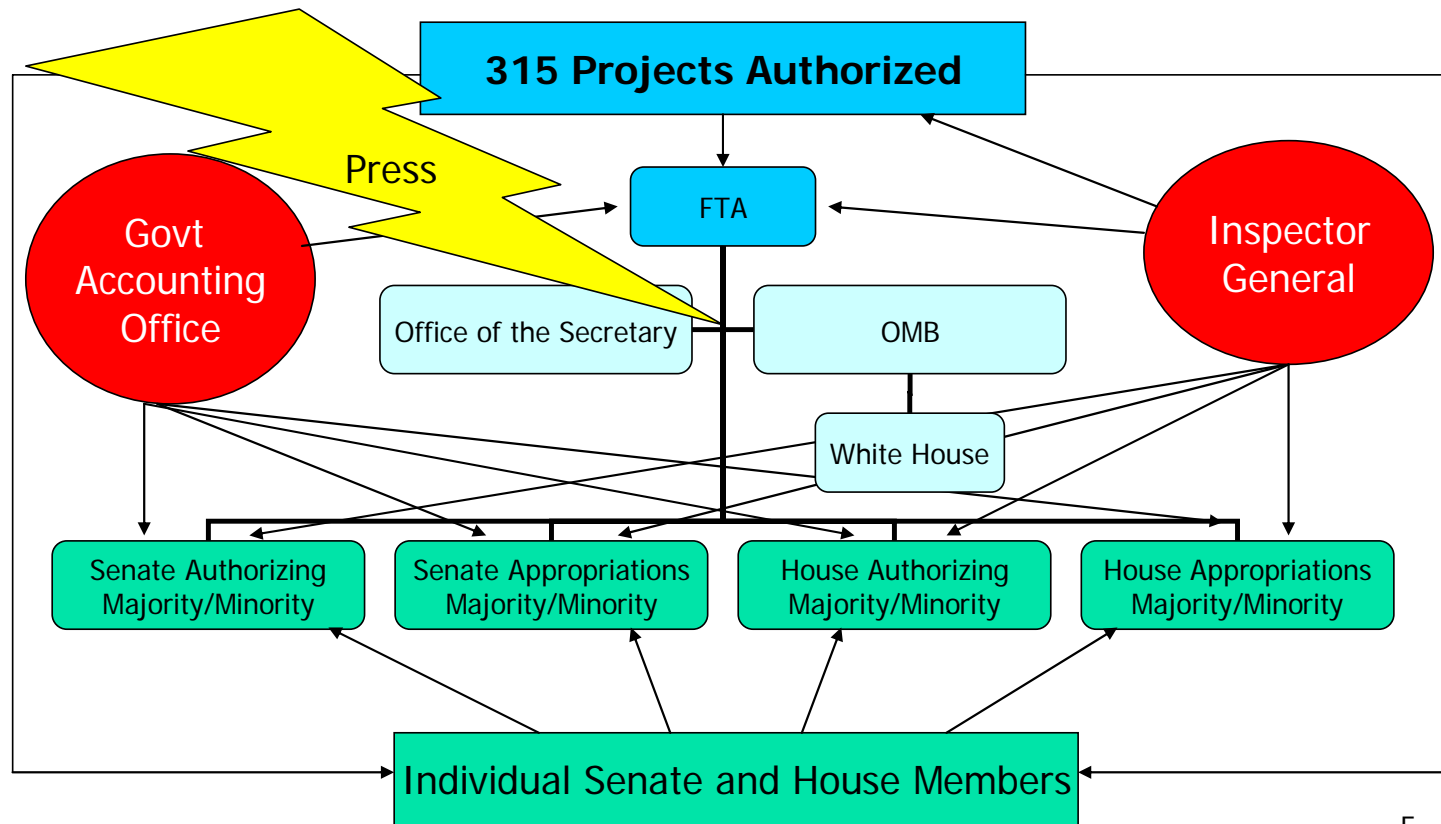 315 Projects Authorized
Press
FTA
Govt
Accounting
Office
Inspector
General
Office of the Secretary
OMB
White House
Senate Authorizing
Majority/Minority
Senate Appropriations
Majority/Minority
House Authorizing
Majority/Minority
House Appropriations
Majority/Minority
Individual Senate and House Members